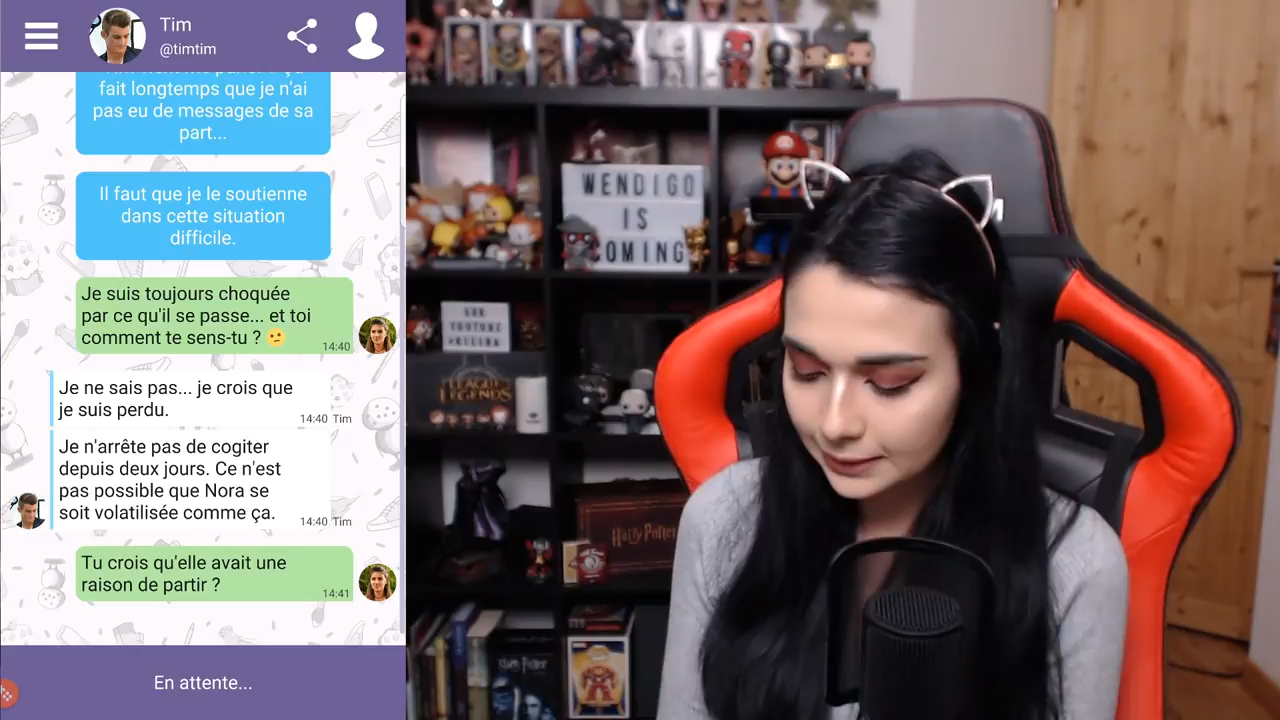 Tim
@timtim
fait longtemps que je n'ai
pas eu de messages de sa
part...
Il faut que je le soutienne
dans cette situation
difficile.
Je suis toujours choquée
par ce qu'il se passe... et toi
comment te sens-tu ? 😕
14:40
Je ne sais pas... je crois que
je suis perdu.
14:40 Tim
Je n'arrête pas de cogiter
depuis deux jours. Ce n'est
pas possible que Nora se
soit volatilisée comme ça.
14:40 Tim
Tu crois qu'elle avait une
raison de partir ?
14:41
En attente...
WENDIGO
IS
COMING
YOUTUBE
LEAGUE OF
LEGENDS
Harry Potter
Harry Potter